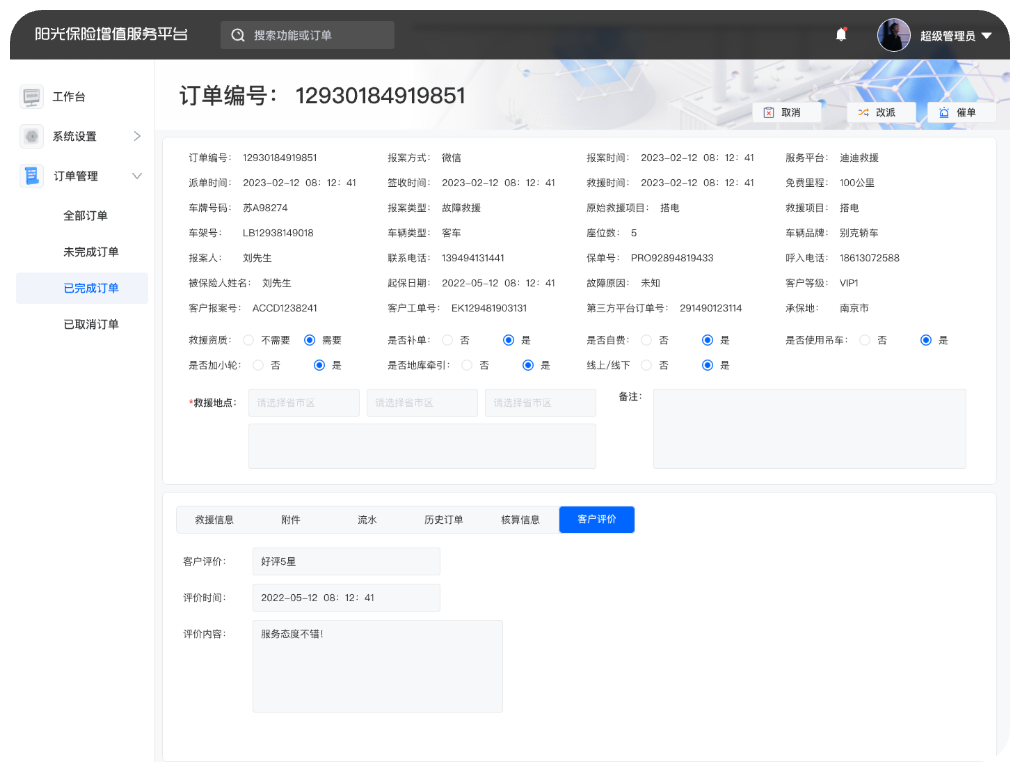 阳光保险增值服务平台 搜索功能或订单 超级管理员
工作台
系统设置
订单管理
全部订单
未完成订单
已完成订单
已取消订单
订单编号： 12930184919851
取消 改派 催单
订单编号： 12930184919851 报案方式： 微信 报案时间： 2023-02-12 08：12：41 服务平台： 迪迪救援
派单时间： 2023-02-12 08：12：41 签收时间： 2023-02-12 08：12：41 救援时间： 2023-02-12 08：12：41 免费里程： 100公里
车牌号码： 苏A98274 报案类型： 故障救援 原始救援项目： 搭电 救援项目： 搭电
车架号： LB12938149018 车辆类型： 客车 座位数： 5 车辆品牌： 别克轿车
报案人： 刘先生 联系电话： 139494131441 保单号： PRO92894819433 呼入电话： 18613072588
被保险人姓名： 刘先生 起保日期： 2022-05-12 08：12：41 故障原因： 未知 客户等级： VIP1
客户报案号： ACCD1238241 客户工单号： EK129481903131 第三方平台订单号： 291490123114 承保地： 南京市
救援资质： 不需要 需要 是否补单： 否 是 是否自费： 否 是 是否使用吊车： 否 是
是否加小轮： 否 是 是否地库牵引： 否 是 线上/线下 否 是
*救援地点： 请选择省市区 请选择省市区 请选择省市区 备注：
救援信息 附件 流水 历史订单 核算信息 客户评价
客户评价： 好评5星
评价时间： 2022-05-12 08：12：41
评价内容： 服务态度不错！